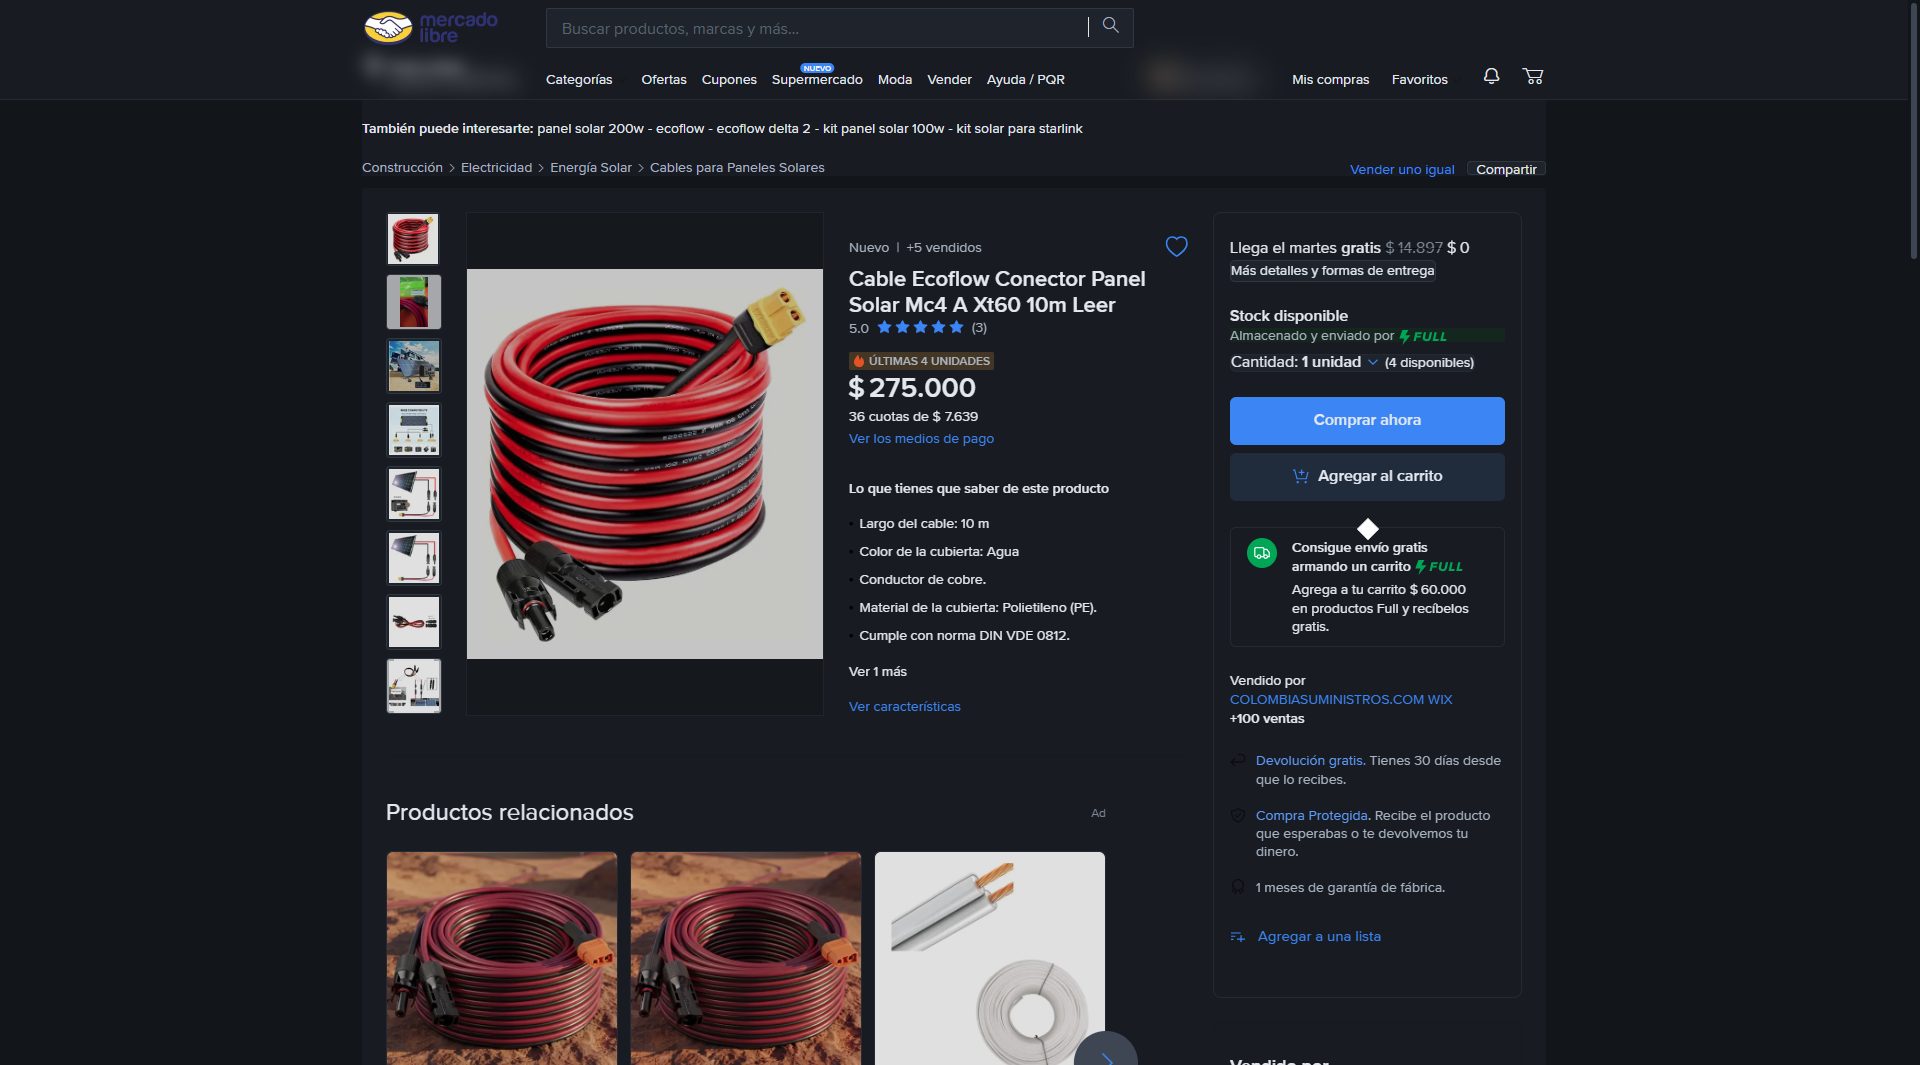 mercado
libre
Buscar productos, marcas y más...
Categorías
Ofertas
Cupones
NUEVO
Supermercado
Moda
Vender
Ayuda / PQR
Mis compras
Favoritos
También puede interesarte: panel solar 200w - ecoflow - ecoflow delta 2 - kit panel solar 100w - kit solar para starlink
Construcción > Electricidad > Energía Solar > Cables para Paneles Solares
Vender uno igual
Compartir
Nuevo | +5 vendidos
Cable Ecoflow Conector Panel
Solar Mc4 A Xt60 10m Leer
5.0 (3)
ÚLTIMAS 4 UNIDADES
$ 275.000
36 cuotas de $ 7.639
Ver los medios de pago
Lo que tienes que saber de este producto
Largo del cable: 10 m
Color de la cubierta: Agua
Conductor de cobre.
Material de la cubierta: Polietileno (PE).
Cumple con norma DIN VDE 0812.
Ver 1 más
Ver características
Llega el martes gratis $ 14.897 $ 0
Más detalles y formas de entrega
Stock disponible
Almacenado y enviado por FULL
Cantidad: 1 unidad (4 disponibles)
Comprar ahora
Agregar al carrito
Consigue envío gratis
armando un carrito FULL
Agrega a tu carrito $ 60.000
en productos Full y recíbelos
gratis.
Vendido por
COLOMBIASUMINISTROS.COM WIX
+100 ventas
Devolución gratis. Tienes 30 días desde
que lo recibes.
Compra Protegida. Recibe el producto
que esperabas o te devolvemos tu
dinero.
1 meses de garantía de fábrica.
Agregar a una lista
Productos relacionados
Ad
Vendido por